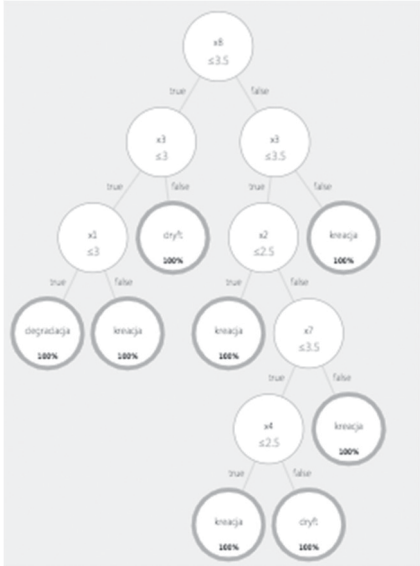 x6
≤3.5
true
false
x3
≤3
x3
≤3.5
true
false
true
false
x1
≤3
dryft
100%
x2
≤2.5
kreacja
100%
true
false
true
false
degradacja
100%
kreacja
100%
kreacja
100%
x7
≤3.5
true
false
x4
≤2.5
kreacja
100%
true
false
kreacja
100%
dryft
100%